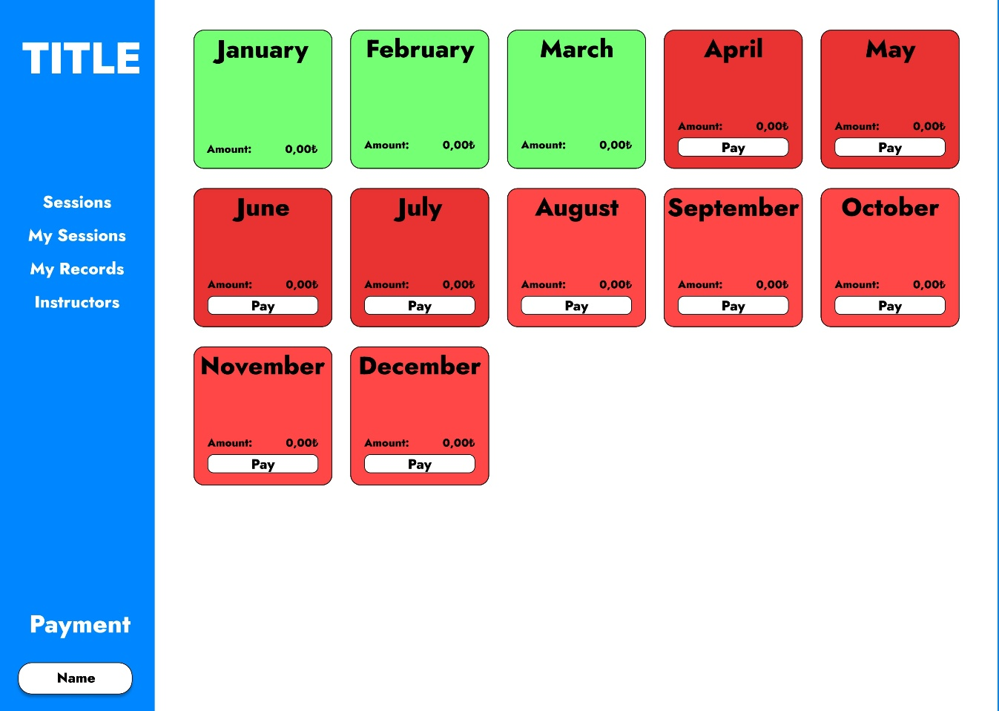 TITLE
Sessions
My Sessions
My Records
Instructors
Payment
Name
January
Amount: 0,00₺
February
Amount: 0,00₺
March
Amount: 0,00₺
April
Amount: 0,00₺
Pay
May
Amount: 0,00₺
Pay
June
Amount: 0,00₺
Pay
July
Amount: 0,00₺
Pay
August
Amount: 0,00₺
Pay
September
Amount: 0,00₺
Pay
October
Amount: 0,00₺
Pay
November
Amount: 0,00₺
Pay
December
Amount: 0,00₺
Pay